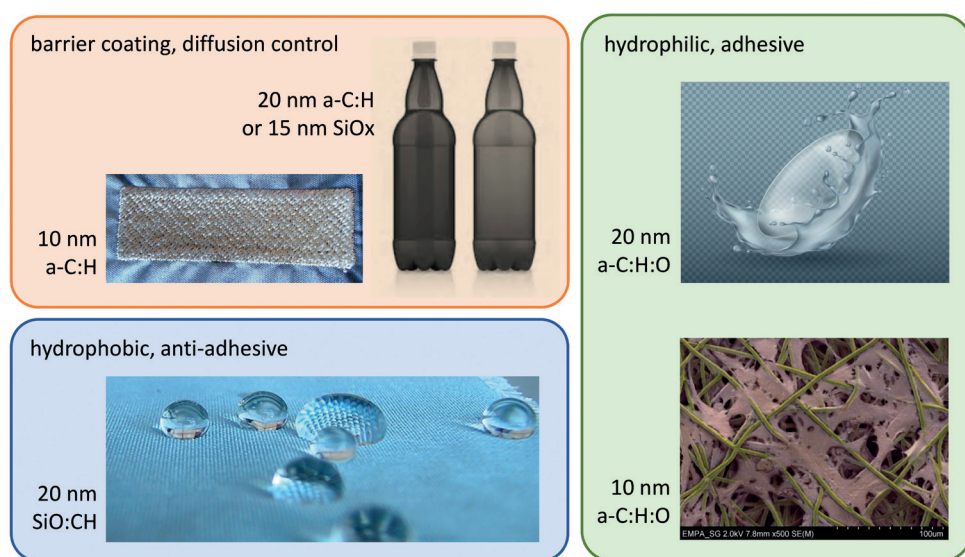 barrier coating, diffusion control
20 nm a-C:H
or 15 nm SiOx
10 nm
a-C:H
hydrophobic, anti-adhesive
20 nm
SiO:CH
hydrophilic, adhesive
20 nm
a-C:H:O
10 nm
a-C:H:O
EMPA_SG 2.0kV 7.8mm x500 SE(M)
100um